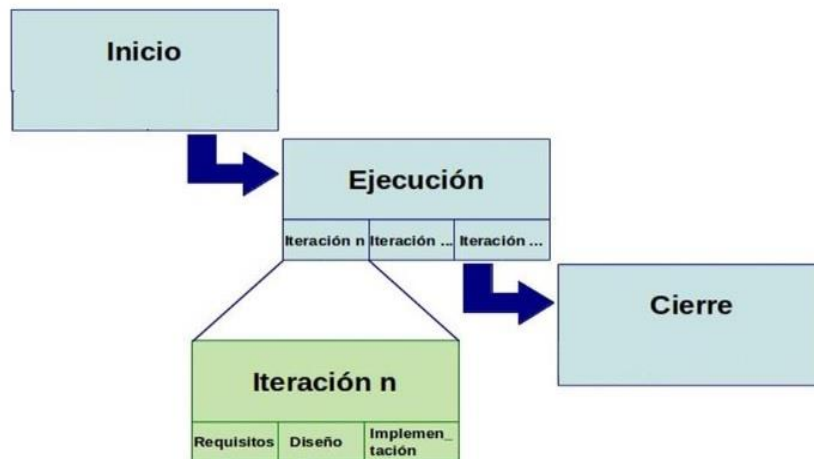 Inicio
Ejecución
Iteración n
Iteración ...
Iteración ...
Cierre
Iteración n
Requisitos
Diseño
Implemen_
tación